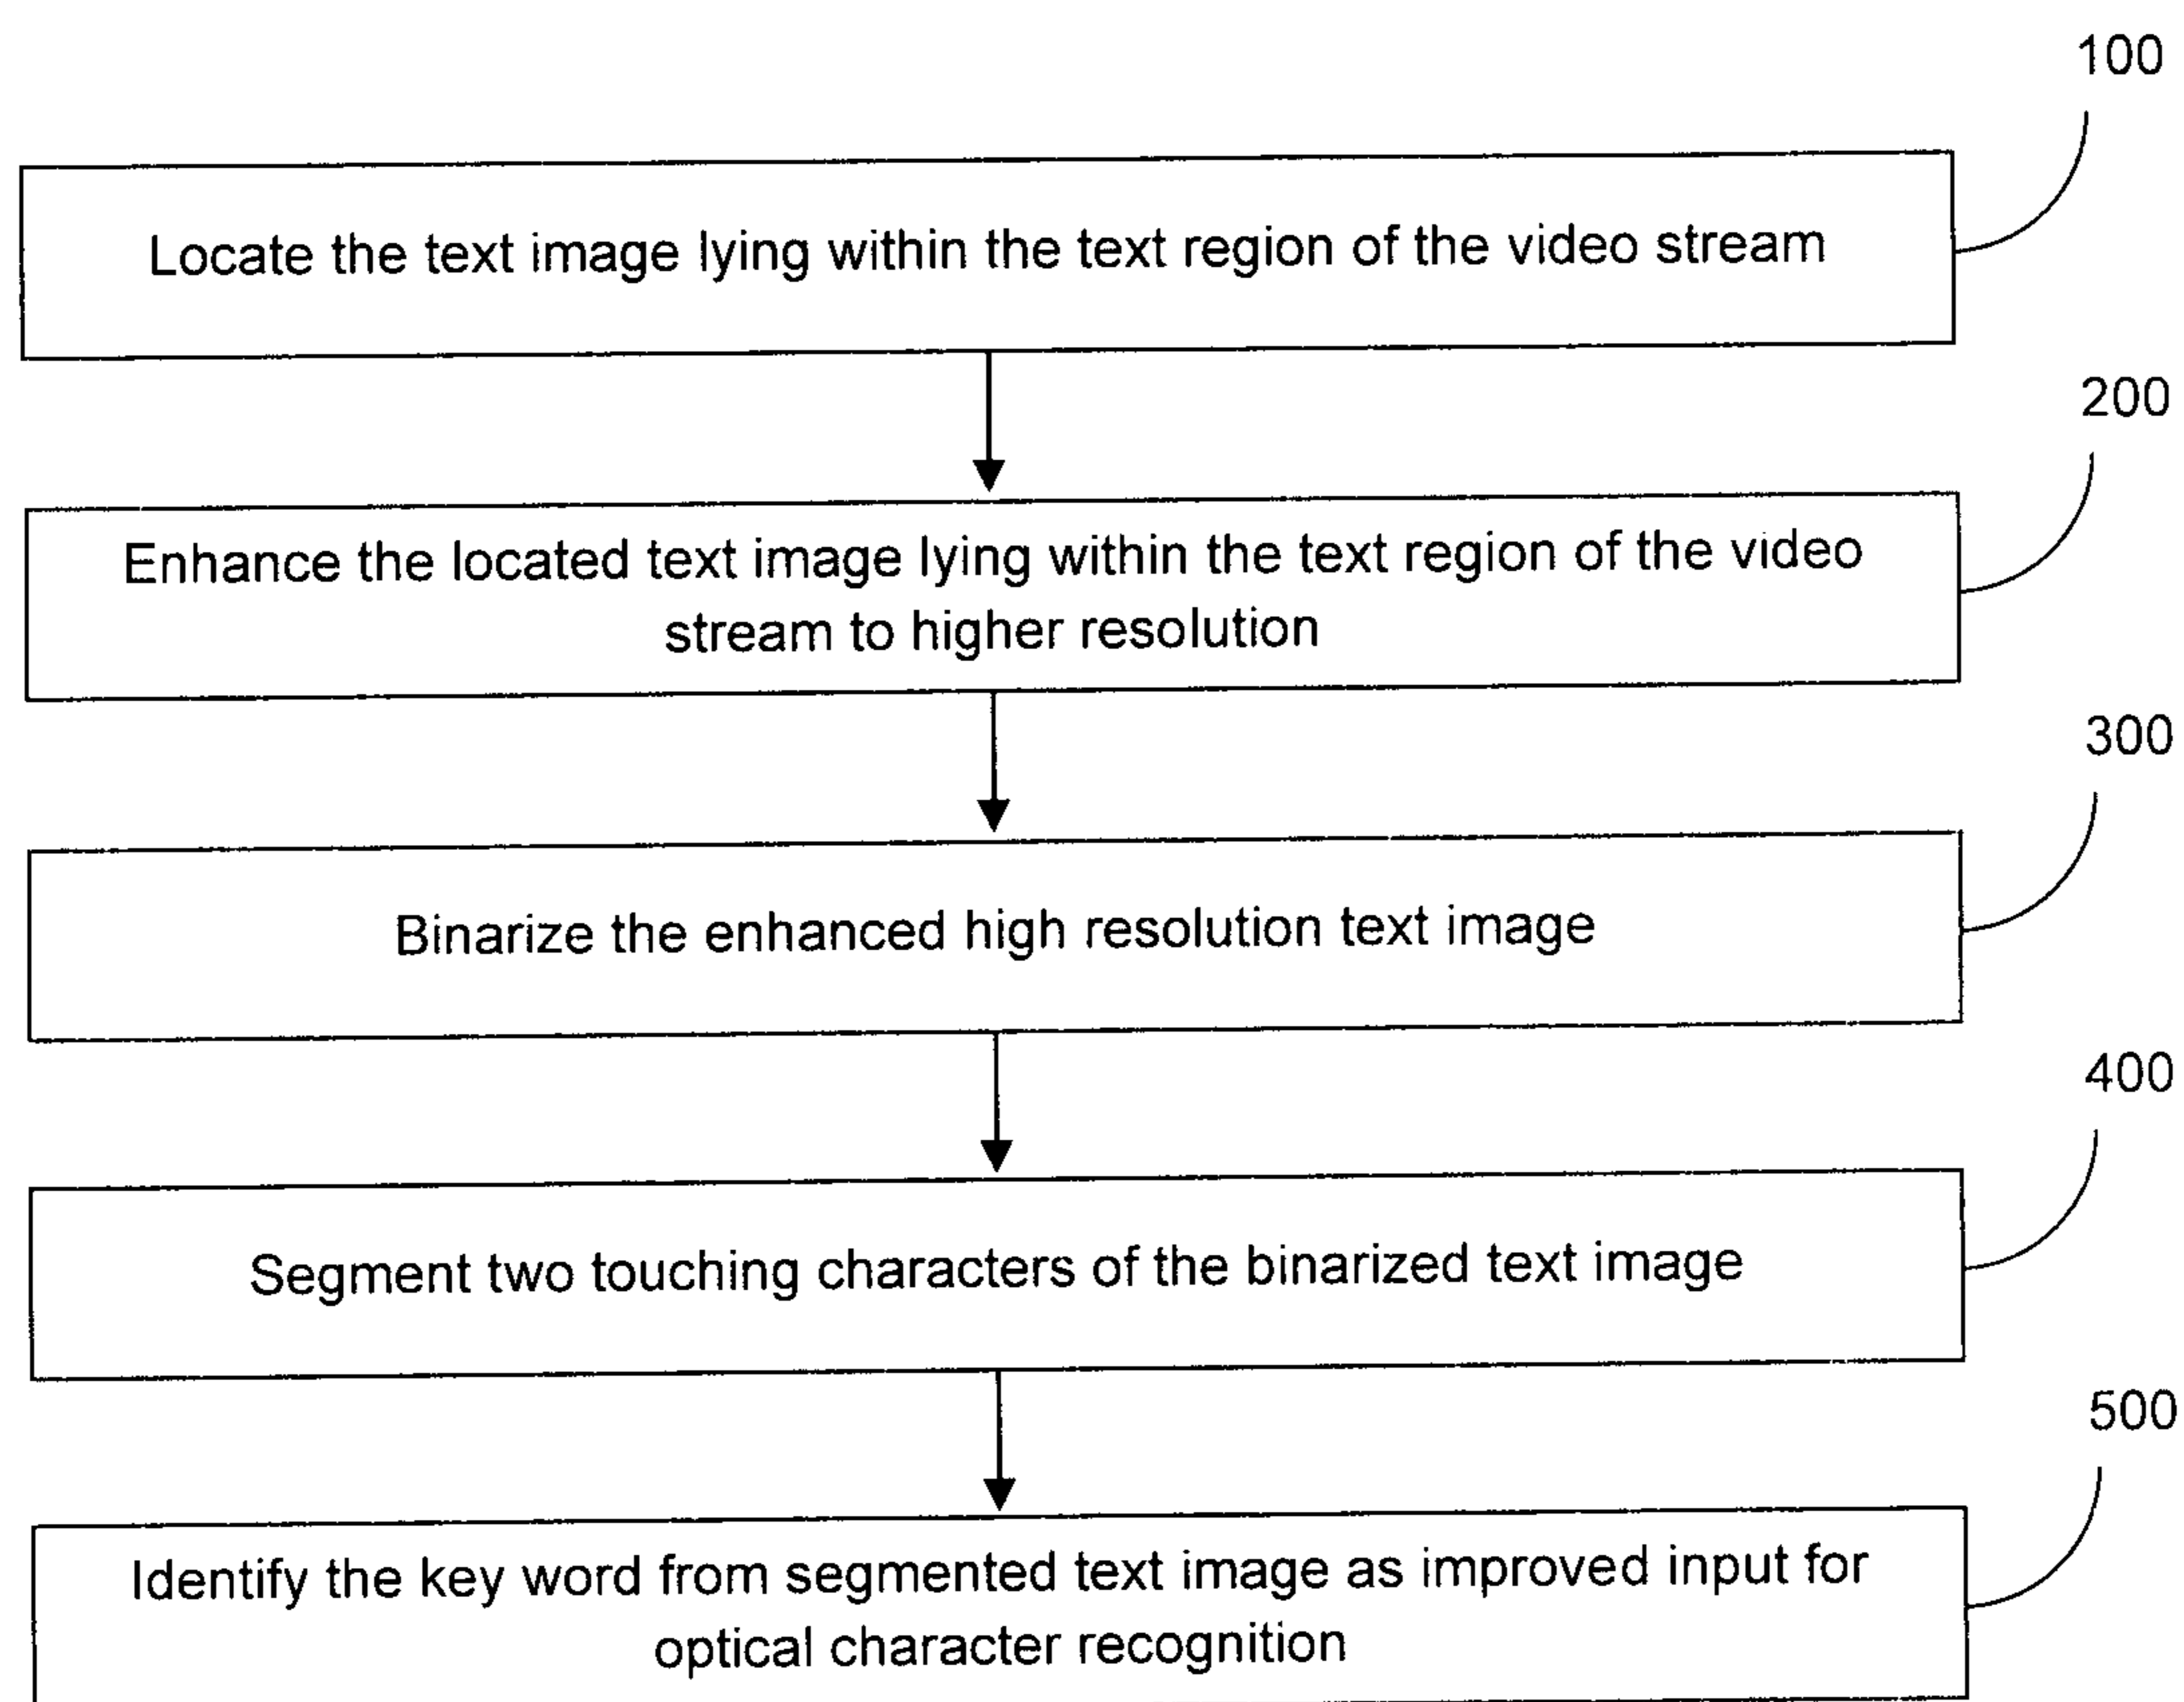 100
Locate the text image lying within the text region of the video stream
200
Enhance the located text image lying within the text region of the video
stream to higher resolution
300
Binarize the enhanced high resolution text image
400
Segment two touching characters of the binarized text image
500
Identify the key word from segmented text image as improved input for
optical character recognition